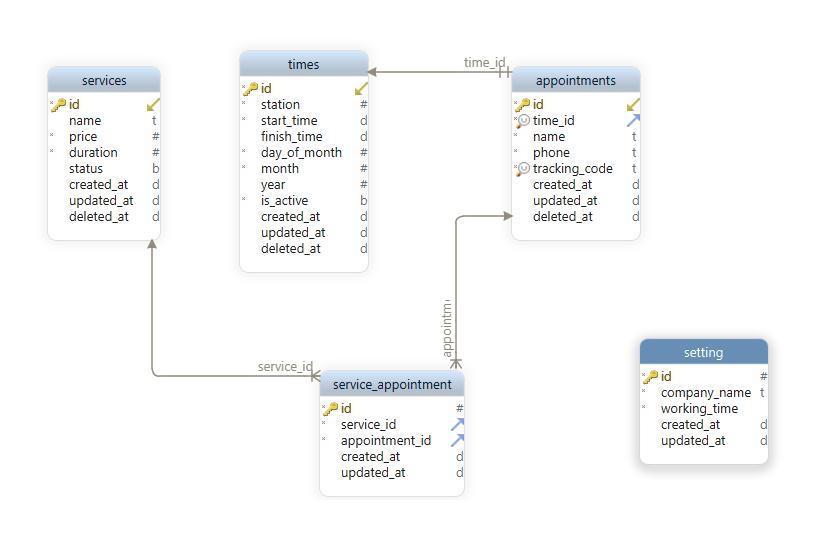 services
id
name t
price #
duration #
status b
created_at d
updated_at d
deleted_at d
times
id
station #
start_time d
finish_time d
day_of_month #
month #
year #
is_active b
created_at d
updated_at d
deleted_at d
time_id
appointments
id
time_id
name t
phone t
tracking_code t
created_at d
updated_at d
deleted_at d
service_id
service_appointment
id #
service_id
appointment_id
created_at d
updated_at d
setting
id #
company_name t
working_time
created_at d
updated_at d